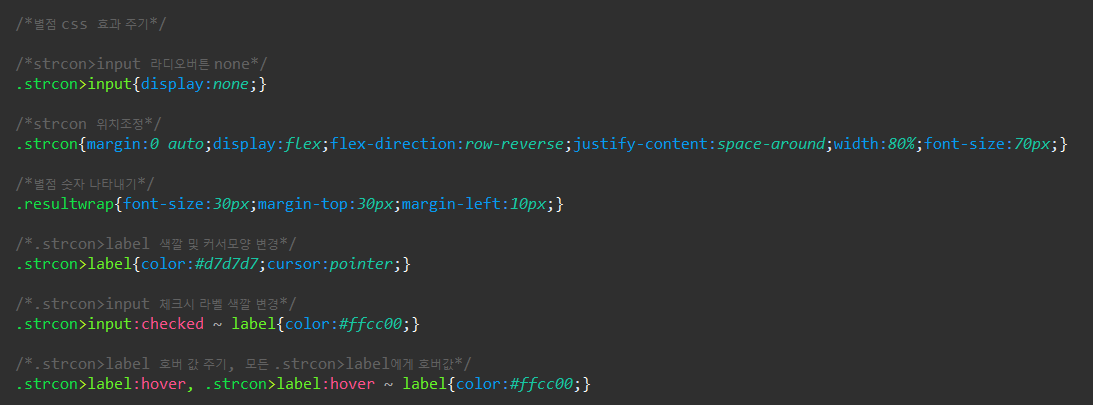 /*별점 css 효과 주기*/
/*strcon>input 라디오버튼 none*/
.strcon>input{display:none;}
/*strcon 위치조정*/
.strcon{margin:0 auto;display:flex;flex-direction:row-reverse;justify-content:space-around;width:80%;font-size:70px;}
/*별점 숫자 나타내기*/
.resultwrap{font-size:30px;margin-top:30px;margin-left:10px;}
/*.strcon>label 색깔 및 커서모양 변경*/
.strcon>label{color:#d7d7d7;cursor:pointer;}
/*.strcon>input 체크시 라벨 색깔 변경*/
.strcon>input:checked ~ label{color:#ffcc00;}
/*.strcon>label 호버 값 주기, 모든 .strcon>label에게 호버값*/
.strcon>label:hover, .strcon>label:hover ~ label{color:#ffcc00;}